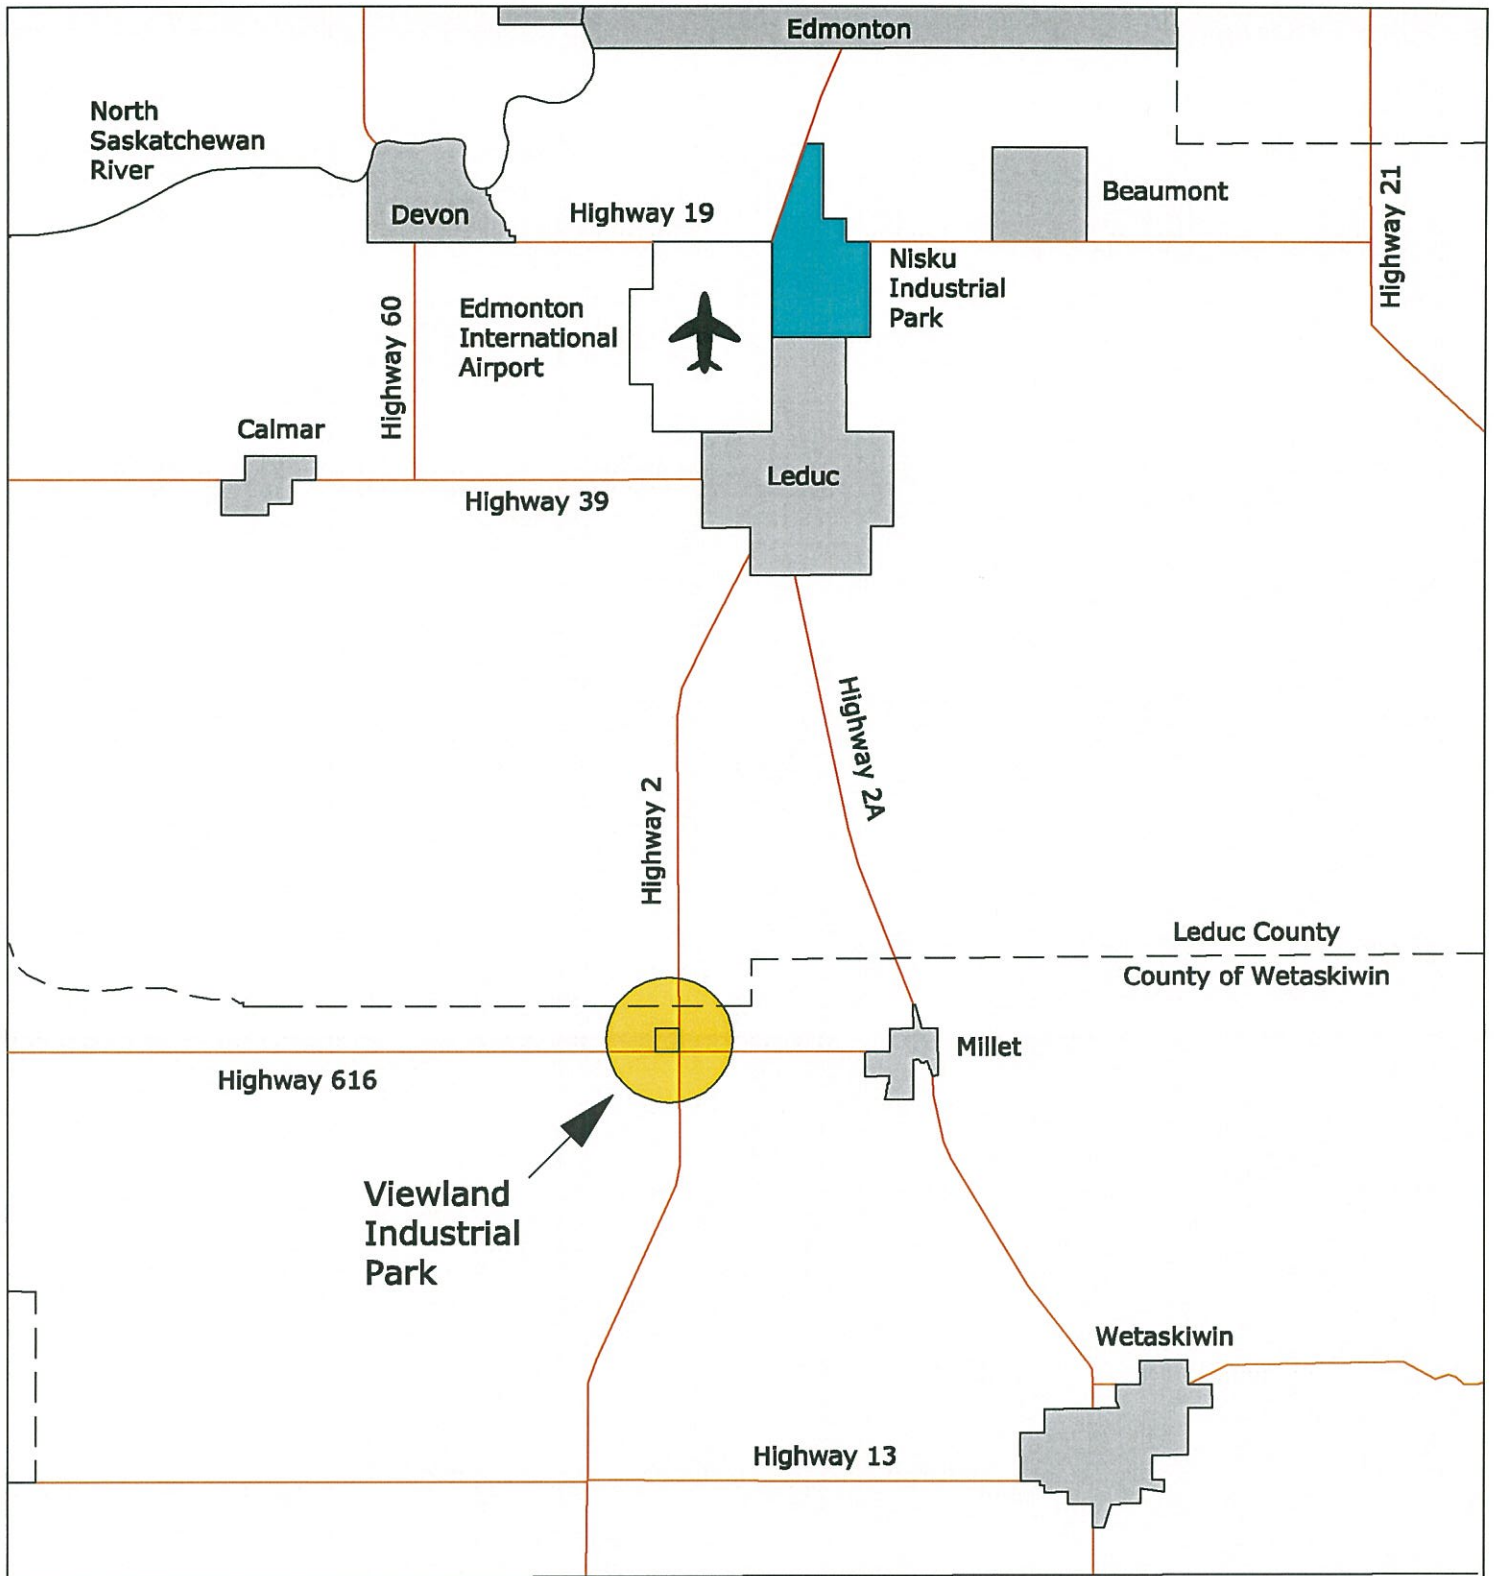 Edmonton
North
Saskatchewan
River
Devon
Highway 19
Beaumont
Highway 21
Nisku
Industrial
Park
Edmonton
International
Airport
Highway 60
Calmar
Leduc
Highway 39
Highway 2A
Highway 2
Leduc County
County of Wetaskiwin
Millet
Highway 616
Viewland
Industrial
Park
Wetaskiwin
Highway 13